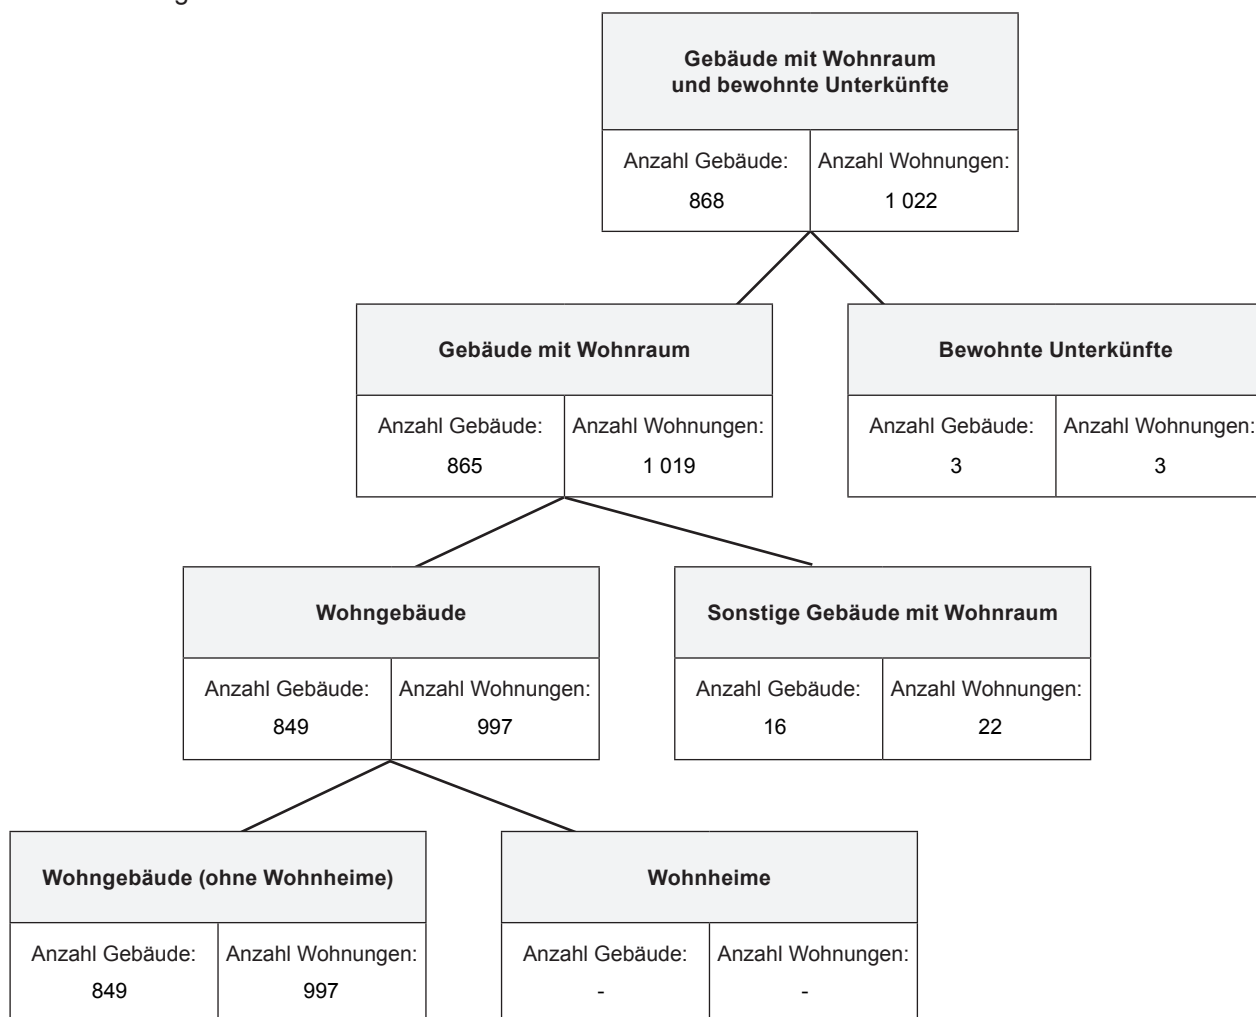 Gebäude mit Wohnraum
und bewohnte Unterkünfte
Anzahl Gebäude: Anzahl Wohnungen:
868 1 022
Gebäude mit Wohnraum Bewohnte Unterkünfte
Anzahl Gebäude: Anzahl Wohnungen: Anzahl Gebäude: Anzahl Wohnungen:
865 1 019 3 3
Wohngebäude Sonstige Gebäude mit Wohnraum
Anzahl Gebäude: Anzahl Wohnungen: Anzahl Gebäude: Anzahl Wohnungen:
849 997 16 22
Wohngebäude (ohne Wohnheime) Wohnheime
Anzahl Gebäude: Anzahl Wohnungen: Anzahl Gebäude: Anzahl Wohnungen:
849 997 - -